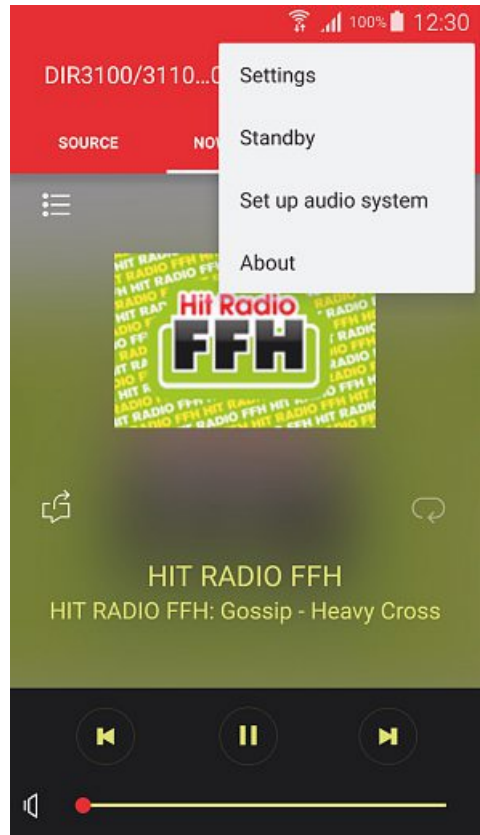 100% 12:30
DIR3100/3110...
Settings
SOURCE
Standby
Set up audio system
About
Hit Radio
FFH
HIT RADIO FFH
HIT RADIO FFH: Gossip - Heavy Cross